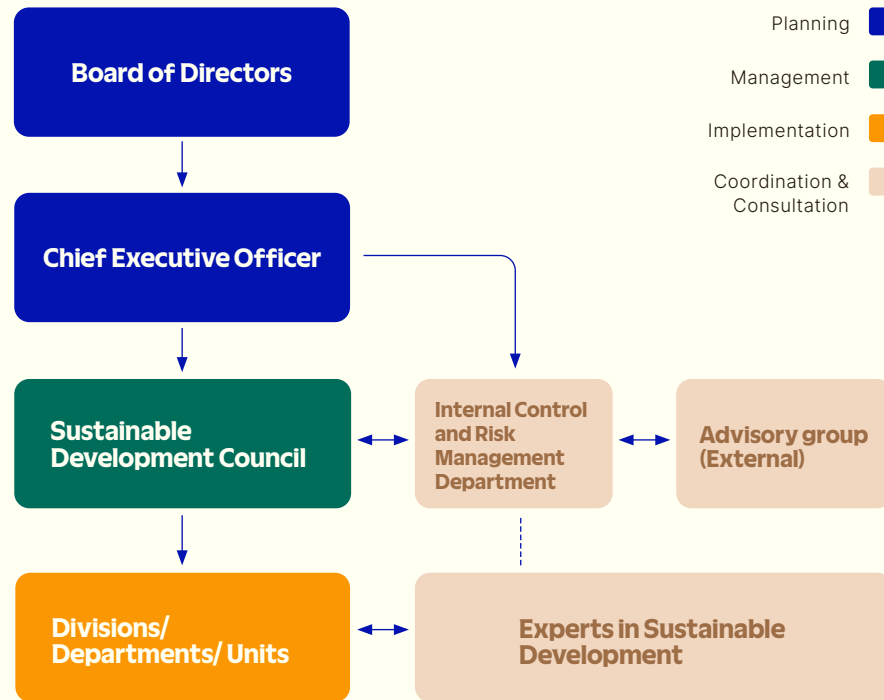 Board of Directors
Planning
Management
Implementation
Coordination &
Consultation
Chief Executive Officer
Sustainable
Development Council
Internal Control
and Risk
Management
Department
Advisory group
(External)
Divisions/
Departments/ Units
Experts in Sustainable
Development